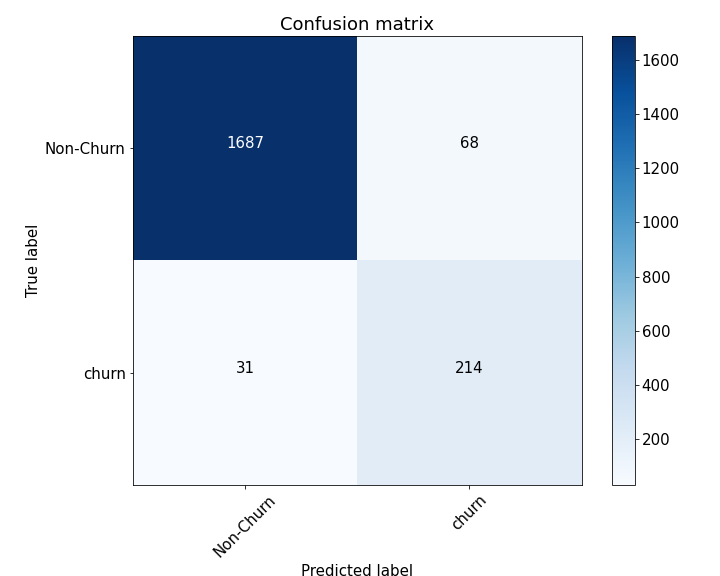 Confusion matrix
Non-Churn
1687
68
churn
31
214
True label
Non-Churn
churn
Predicted label
1600
1400
1200
1000
800
600
400
200